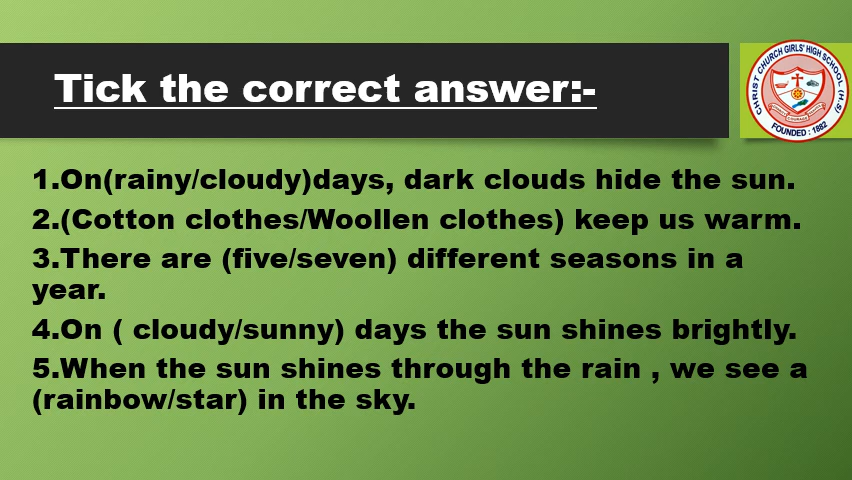 Tick the correct answer:-
CHRIST CHURCH GIRLS' HIGH SCHOOL (H.S)
FOUNDED : 1882
1.On(rainy/cloudy)days, dark clouds hide the sun.
2.(Cotton clothes/Woollen clothes) keep us warm.
3.There are (five/seven) different seasons in a
year.
4.On ( cloudy/sunny) days the sun shines brightly.
5.When the sun shines through the rain , we see a
(rainbow/star) in the sky.